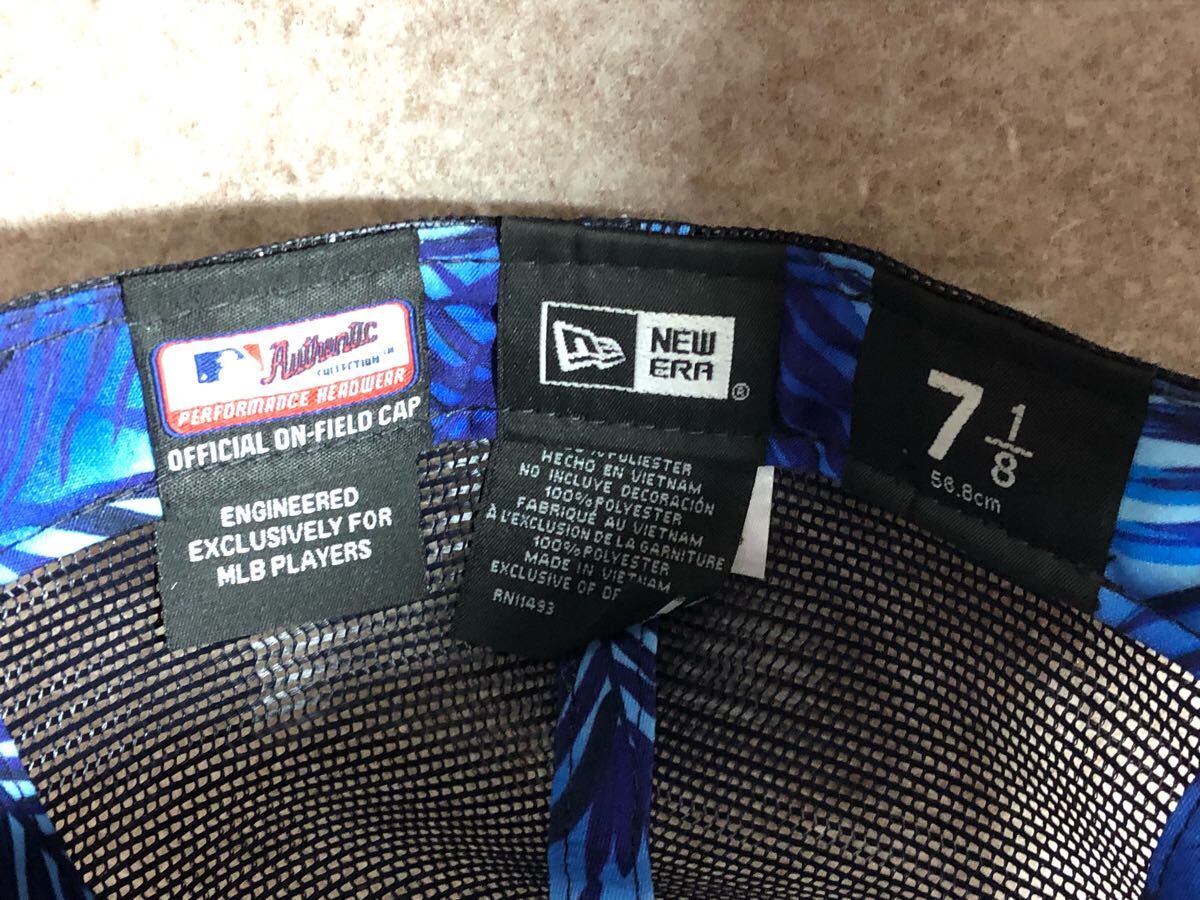 Authentic
COLLECTION TM
PERFORMANCE HEADWEAR
OFFICIAL ON-FIELD CAP
ENGINEERED
EXCLUSIVELY FOR
MLB PLAYERS
NEW
ERA
®
HECHO EN VIETNAM
NO INCLUYE DECORACIÓN
100% POLYESTER
FABRIQUÉ AU VIETNAM
À L'EXCLUSION DE LA GARNITURE
100% POLYESTER
MADE IN VIETNAM
EXCLUSIVE OF
RN11493
7 1/8
56.8cm